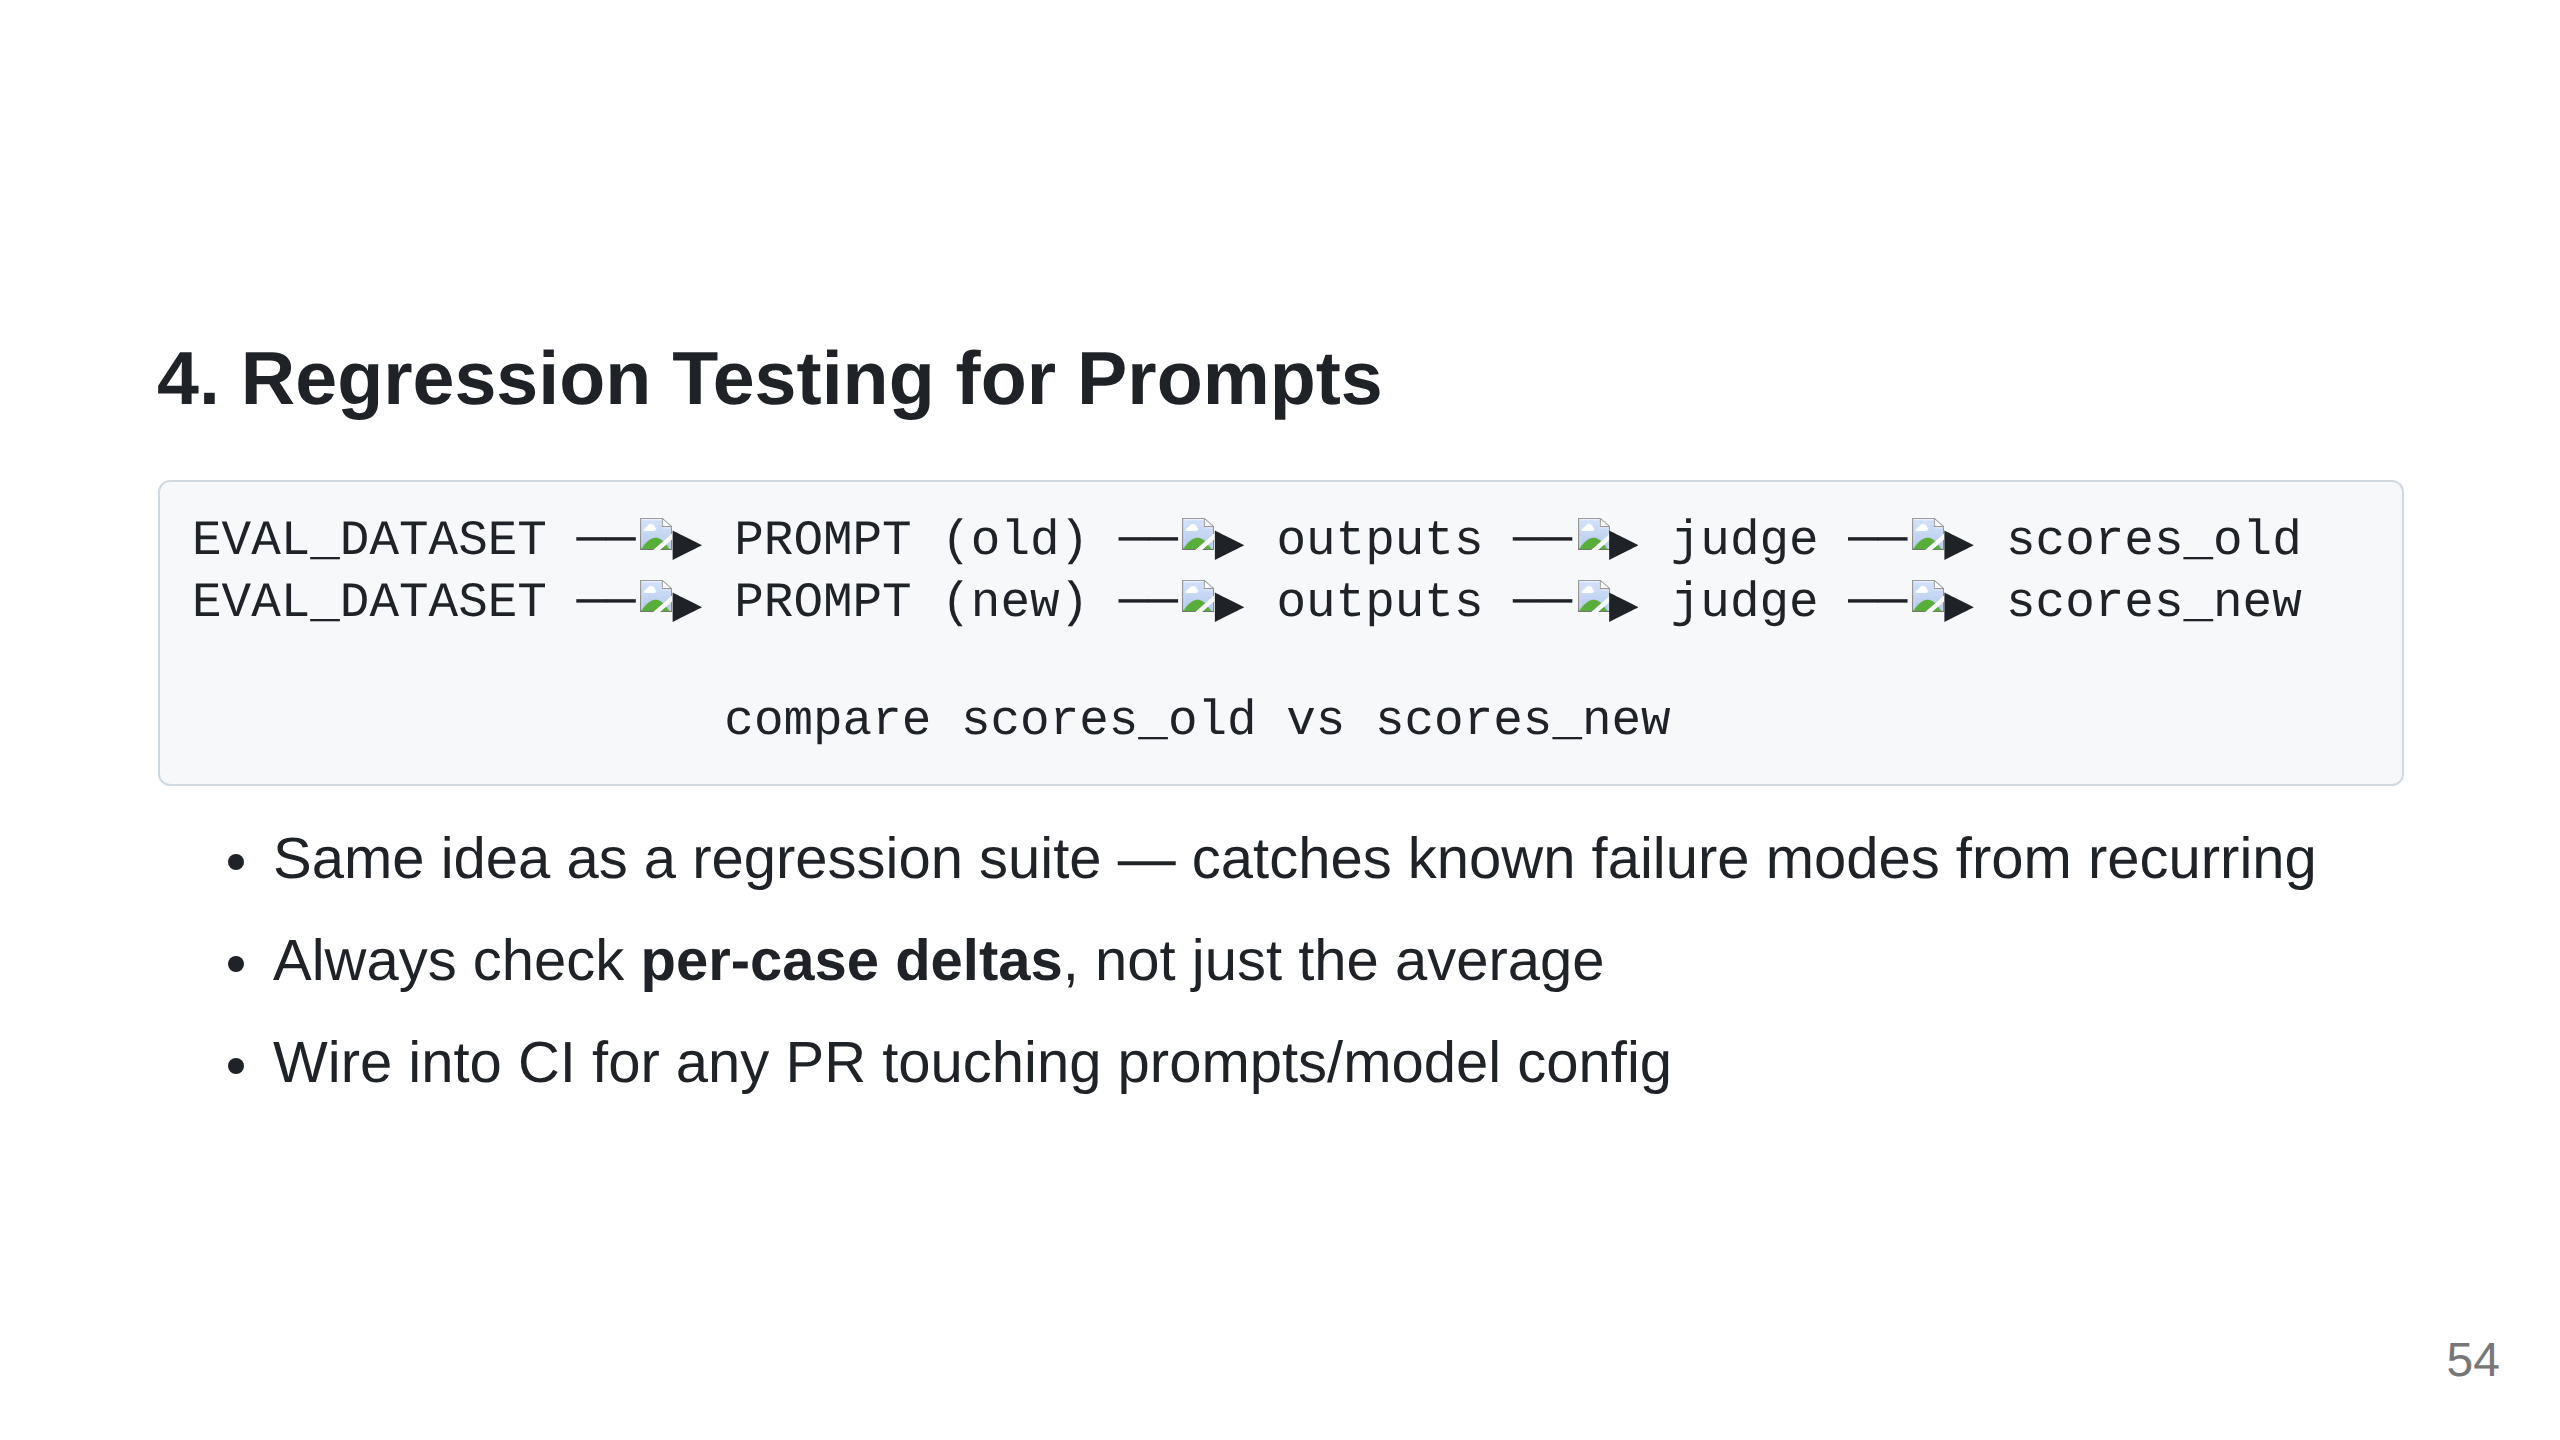 4. Regression Testing for Prompts
EVAL_DATASET ──▶ PROMPT (old) ──▶ outputs ──▶ judge ──▶ scores_old
EVAL_DATASET ──▶ PROMPT (new) ──▶ outputs ──▶ judge ──▶ scores_new
compare scores_old vs scores_new
• Same idea as a regression suite — catches known failure modes from recurring
• Always check per-case deltas, not just the average
• Wire into CI for any PR touching prompts/model config
54